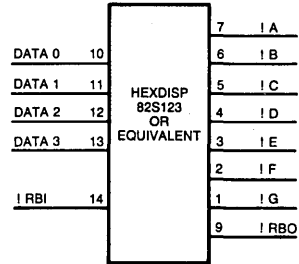 7 ! A
DATA 0 10 6 ! B
DATA 1 11 5 ! C
HEXDISP
82S123
OR
EQUIVALENT
DATA 2 12 4 ! D
DATA 3 13 3 ! E
2 ! F
! RBI 14 1 ! G
9 ! RBO